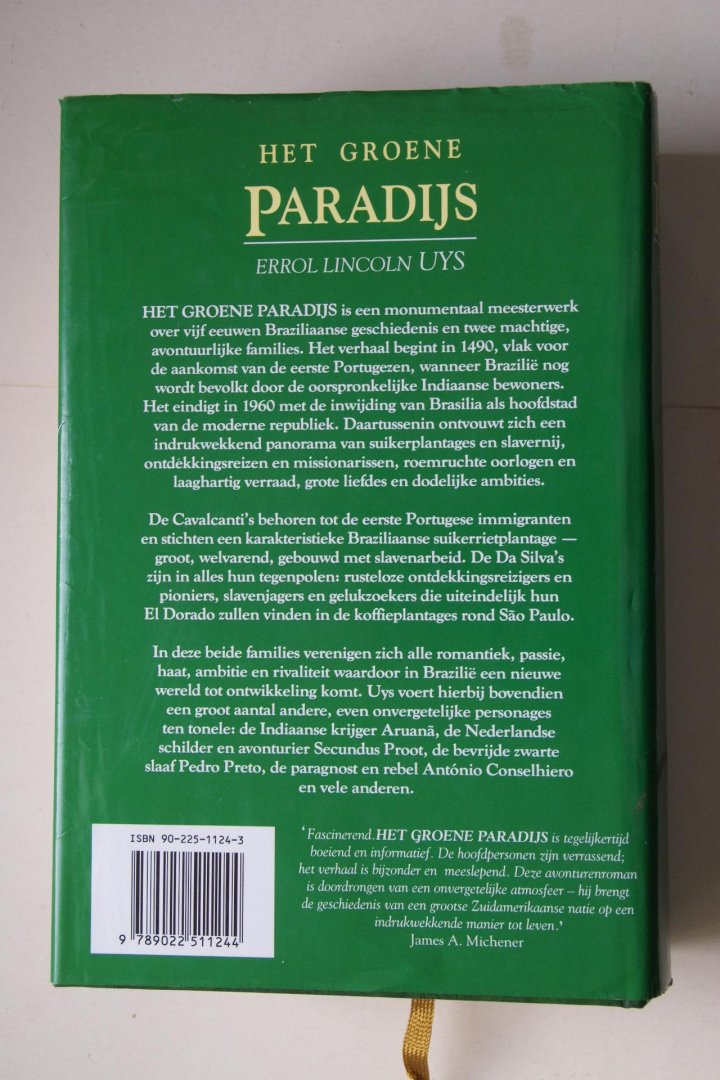 HET GROENE
PARADIJS
ERROL LINCOLN UYS
HET GROENE PARADIJS is een monumentaal meesterwerk
over vijf eeuwen Braziliaanse geschiedenis en twee machtige,
avontuurlijke families. Het verhaal begint in 1490, vlak voor
de aankomst van de eerste Portugezen, wanneer Brazilië nog
wordt bevolkt door de oorspronkelijke Indiaanse bewoners.
Het eindigt in 1960 met de inwijding van Brasilia als hoofdstad
van de moderne republiek. Daartussenin ontvouwt zich een
indrukwekkend panorama van suikerplantages en slavernij,
ontdekkingsreizen en missionarissen, roemruchte oorlogen en
laaghartig verraad, grote liefdes en dodelijke ambities.
De Cavalcanti's behoren tot de eerste Portugese immigranten
en stichten een karakteristieke Braziliaanse suikerrietplantage —
groot, welvarend, gebouwd met slavenarbeid. De Da Silva's
zijn in alles hun tegenpolen: rusteloze ontdekkingsreizigers en
pioniers, slavenjagers en gelukzoekers die uiteindelijk hun
El Dorado zullen vinden in de koffieplantages rond São Paulo.
In deze beide families verenigen zich alle romantiek, passie,
haat, ambitie en rivaliteit waardoor in Brazilië een nieuwe
wereld tot ontwikkeling komt. Uys voert hierbij bovendien
een groot aantal andere, even onvergetelijke personages
ten tonele: de Indiaanse krijger Aruanã, de Nederlandse
schilder en avonturier Secundus Proot, de bevrijde zwarte
slaaf Pedro Preto, de paragnost en rebel António Conselhiero
en vele anderen.
ISBN 90-225-1124-3
9 789022 511244
'Fascinerend. HET GROENE PARADIJS is tegelijkertijd
boeiend en informatief. De hoofdpersonen zijn verrassend;
het verhaal is bijzonder en meeslepend. Deze avonturenroman
is doordrongen van een onvergetelijke atmosfeer – hij brengt
de geschiedenis van een grootse Zuidamerikaanse natie op een
indrukwekkende manier tot leven.'
James A. Michener